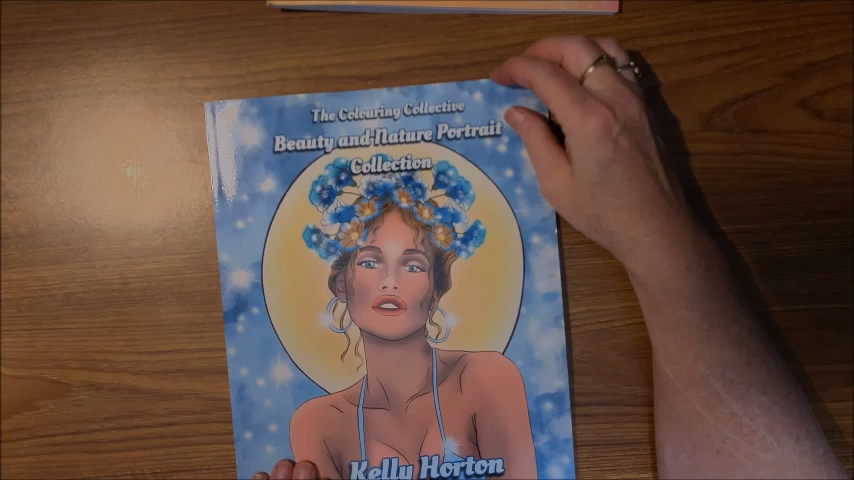 The Colouring Collective
Beauty and Nature Portrait
Collection
Kelly Horton